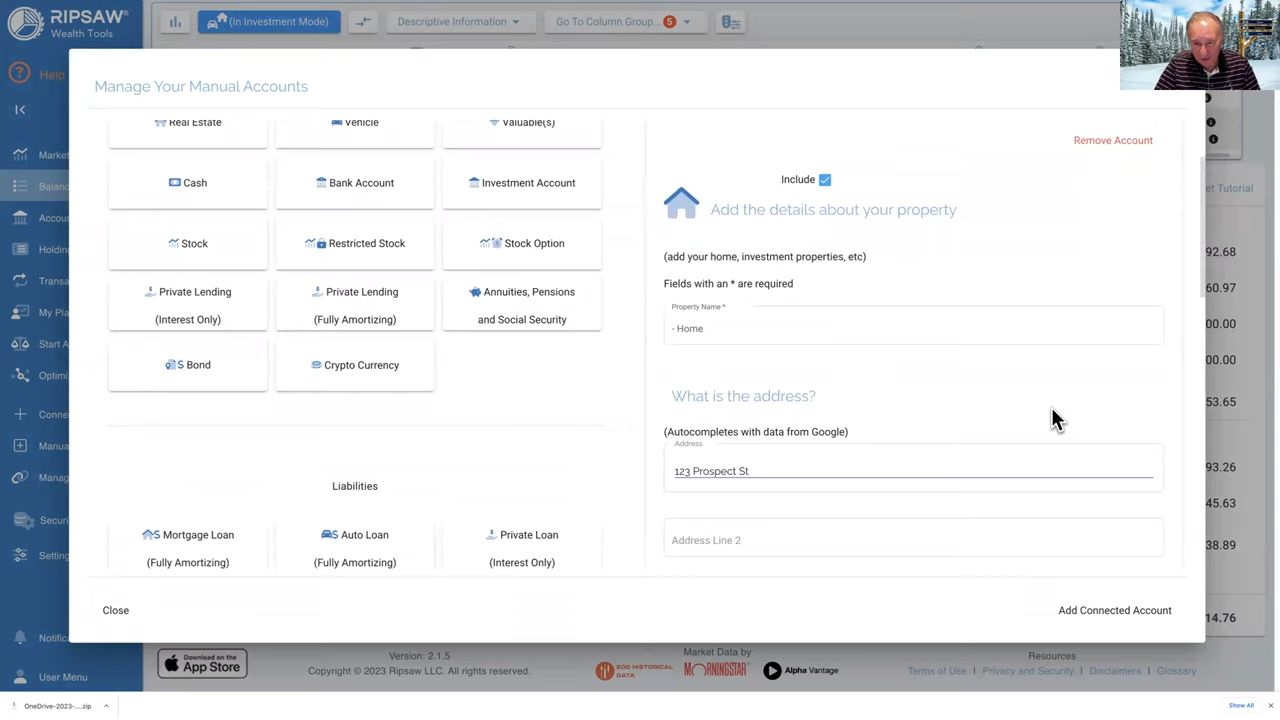 RIPSAW
Wealth Tools
(In Investment Mode)
Descriptive Information
Go To Column Group...
5
Help
Manage Your Manual Accounts
Real Estate
Vehicle
Valuable(s)
Remove Account
Market
Cash
Bank Account
Investment Account
Include
Balanc
et Tutorial
Add the details about your property
Accou
Stock
Restricted Stock
Stock Option
Holdin
92.68
(add your home, investment properties, etc)
Transa
Fields with an * are required
60.97
Private Lending
(Interest Only)
Private Lending
(Fully Amortizing)
Annuities, Pensions
and Social Security
Property Name *
- Home
My Pla
00.00
Start A
00.00
Bond
Crypto Currency
Optimi
What is the address?
53.65
Conne
(Autocompletes with data from Google)
Manua
Address
123 Prospect St
93.26
Manag
Liabilities
45.63
Securi
Mortgage Loan
(Fully Amortizing)
Auto Loan
(Fully Amortizing)
Private Loan
(Interest Only)
Address Line 2
38.89
Setting
Close
Add Connected Account
14.76
Notific
User Menu
Download on the
App Store
Version: 2.1.5
Copyright © 2023 Ripsaw LLC. All rights reserved.
Market Data by
EOD HISTORICAL
DATA
MORNINGSTAR
Alpha Vantage
Resources
Terms of Use
Privacy and Security
Disclaimers
Glossary
OneDrive-2023-....zip
Show All